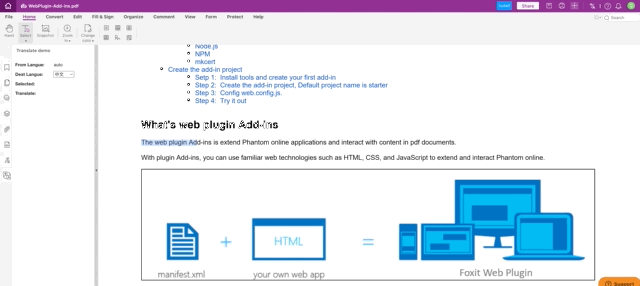 WebPlugin-Add-ins.pdf
Share
File Home Convert Edit Fill & Sign Organize Comment View Form Protect Help
Search
Hand Select Snapshot Zoom Change
Translate demo
From Langue: auto
Dest Langue: 中文
Selected:
Translate:
Node js
NPM
mkcert
Create the add-in project
Setp 1: Install tools and create your first add-in
Step 2: Create the add-in project, Default project name is starter
Step 3: Config web.config.js.
Step 4: Try it out
What's web plugin Add-ins
The web plugin Add-ins is extend Phantom online applications and interact with content in pdf documents.
With plugin Add-ins, you can use familiar web technologies such as HTML, CSS, and JavaScript to extend and interact Phantom online.
HTML
+ =
manifest.xml your own web app Foxit Web Plugin
Support